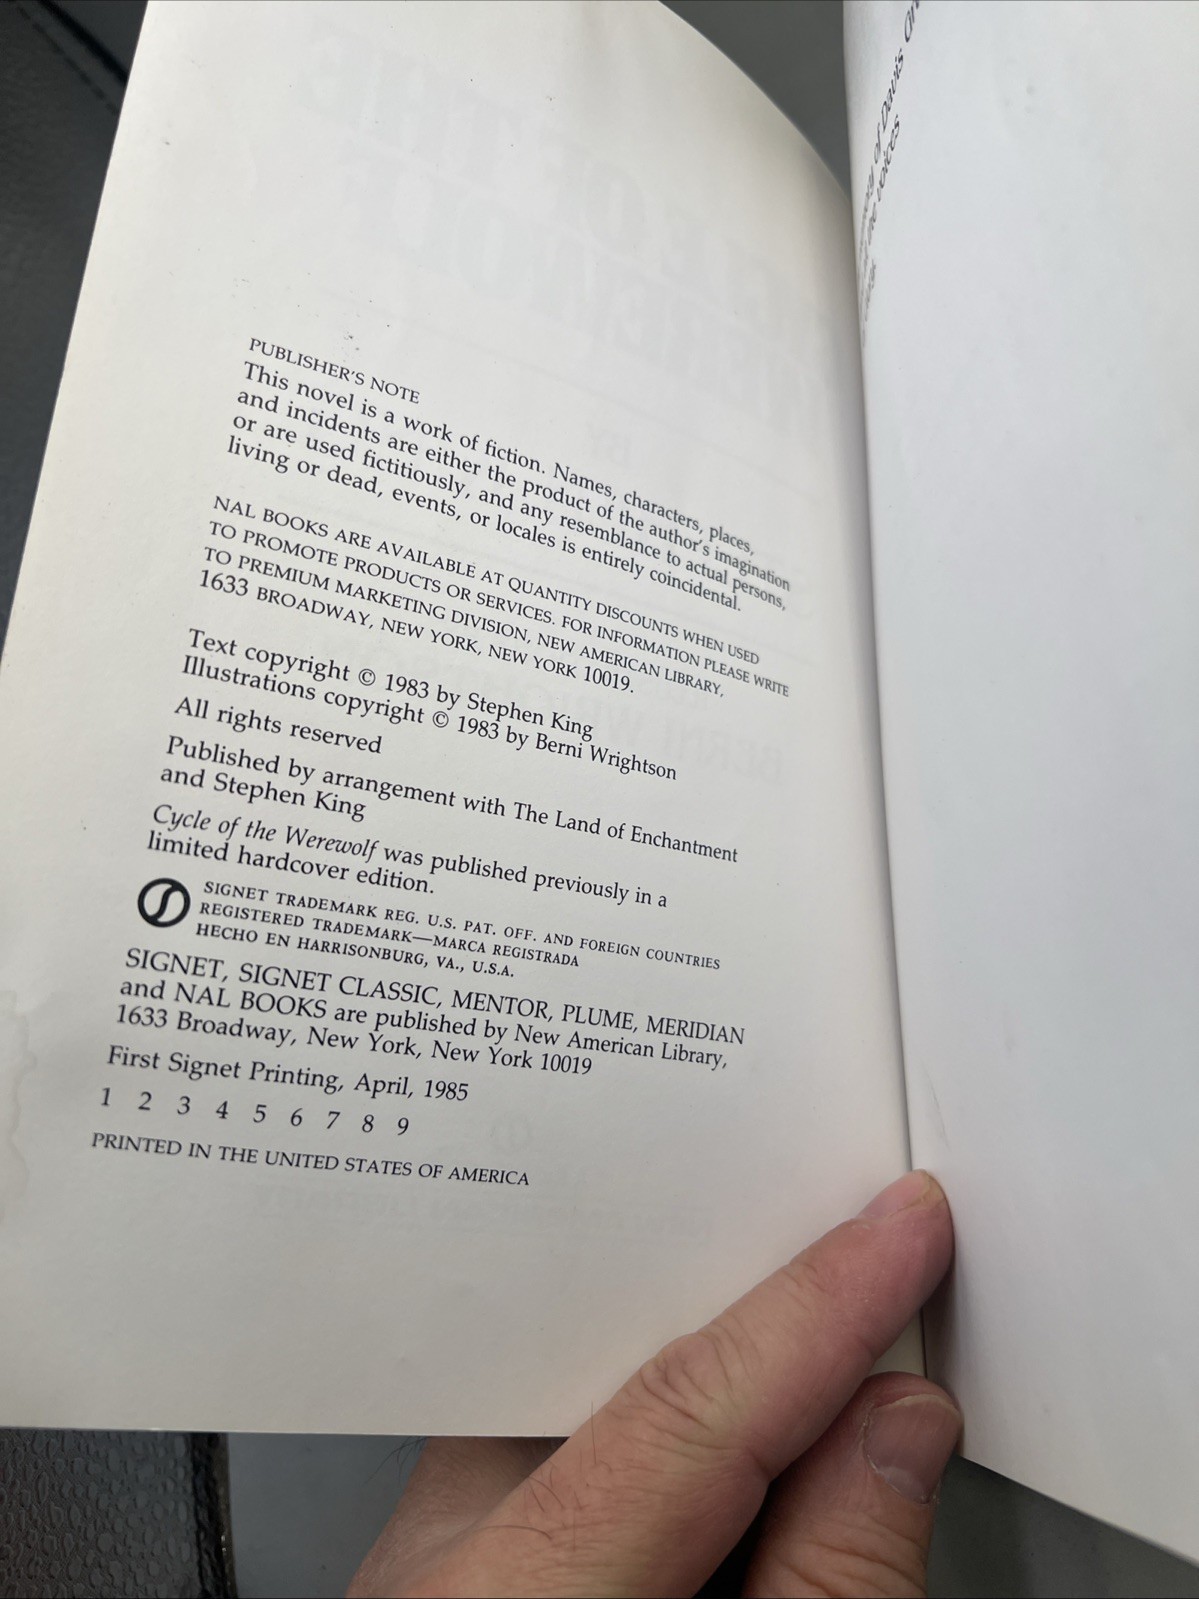 PUBLISHER'S NOTE
This novel is a work of fiction. Names, characters, places,
and incidents are either the product of the author's imagination
or are used fictitiously, and any resemblance to actual persons,
living or dead, events, or locales is entirely coincidental.
NAL BOOKS ARE AVAILABLE AT QUANTITY DISCOUNTS WHEN USED
TO PROMOTE PRODUCTS OR SERVICES. FOR INFORMATION PLEASE WRITE
TO PREMIUM MARKETING DIVISION, NEW AMERICAN LIBRARY,
1633 BROADWAY, NEW YORK, NEW YORK 10019.
Text copyright © 1983 by Stephen King
Illustrations copyright © 1983 by Berni Wrightson
All rights reserved
Published by arrangement with The Land of Enchantment
and Stephen King
Cycle of the Werewolf was published previously in a
limited hardcover edition.
SIGNET TRADEMARK REG. U.S. PAT. OFF. AND FOREIGN COUNTRIES
REGISTERED TRADEMARK—MARCA REGISTRADA
HECHO EN HARRISONBURG, VA., U.S.A.
SIGNET, SIGNET CLASSIC, MENTOR, PLUME, MERIDIAN
and NAL BOOKS are published by New American Library,
1633 Broadway, New York, New York 10019
First Signet Printing, April, 1985
1 2 3 4 5 6 7 8 9
PRINTED IN THE UNITED STATES OF AMERICA
of Davis
the voices